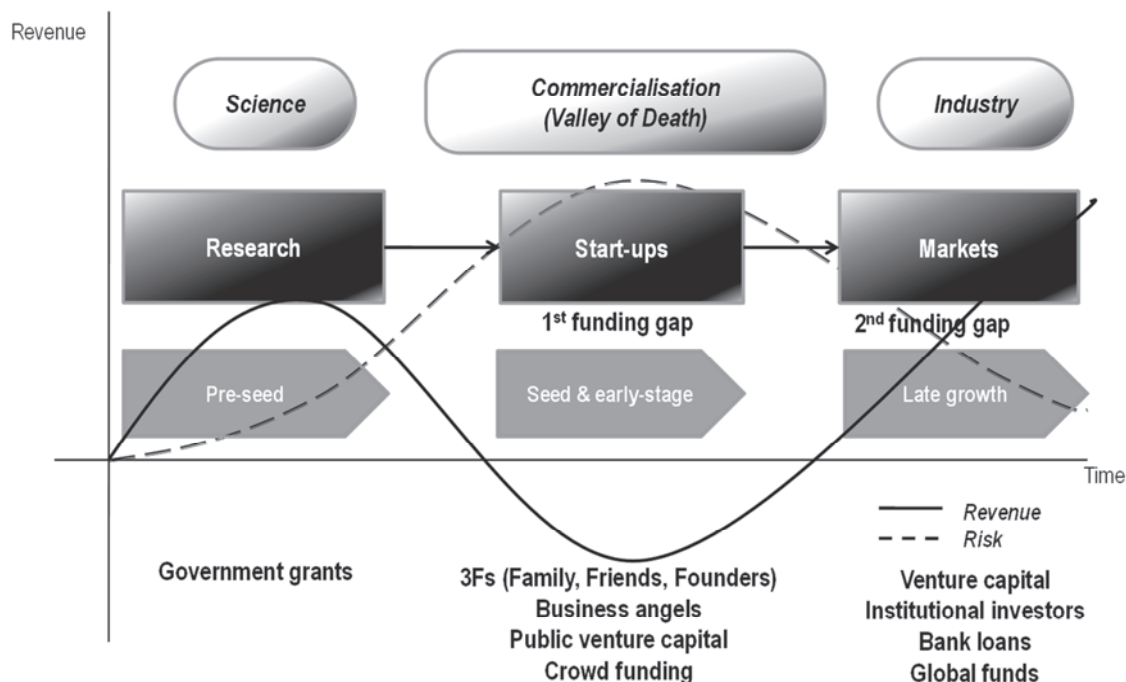 Revenue
Science
Commercialisation
(Valley of Death)
Industry
Research
Start-ups
Markets
1st funding gap
2nd funding gap
Pre-seed
Seed & early-stage
Late growth
Time
Revenue
Risk
Government grants
3Fs (Family, Friends, Founders)
Business angels
Public venture capital
Crowd funding
Venture capital
Institutional investors
Bank loans
Global funds